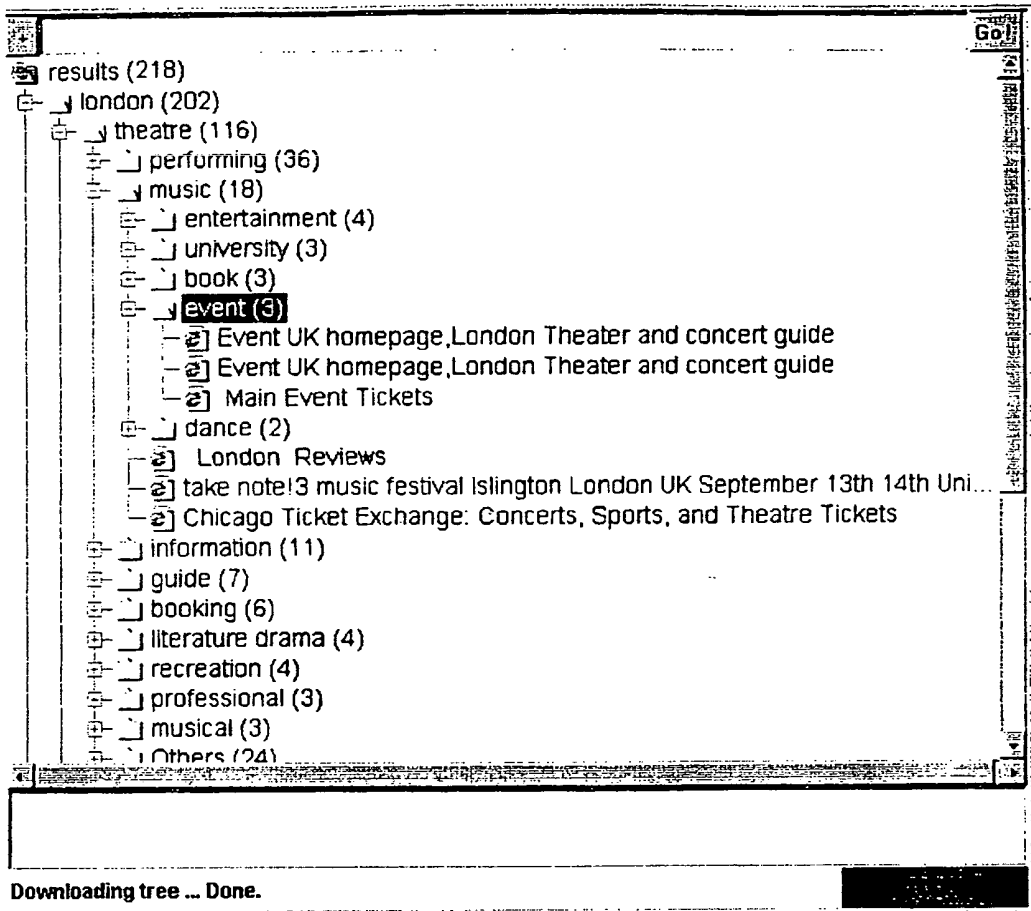 Go!
results (218)
london (202)
theatre (116)
performing (36)
music (18)
entertainment (4)
university (3)
book (3)
event (3)
Event UK homepage,London Theater and concert guide
Event UK homepage,London Theater and concert guide
Main Event Tickets
dance (2)
London Reviews
take note!3 music festival Islington London UK September 13th 14th Uni...
Chicago Ticket Exchange: Concerts, Sports, and Theatre Tickets
information (11)
guide (7)
booking (6)
literature drama (4)
recreation (4)
professional (3)
musical (3)
Others (24)
Downloading tree ... Done.